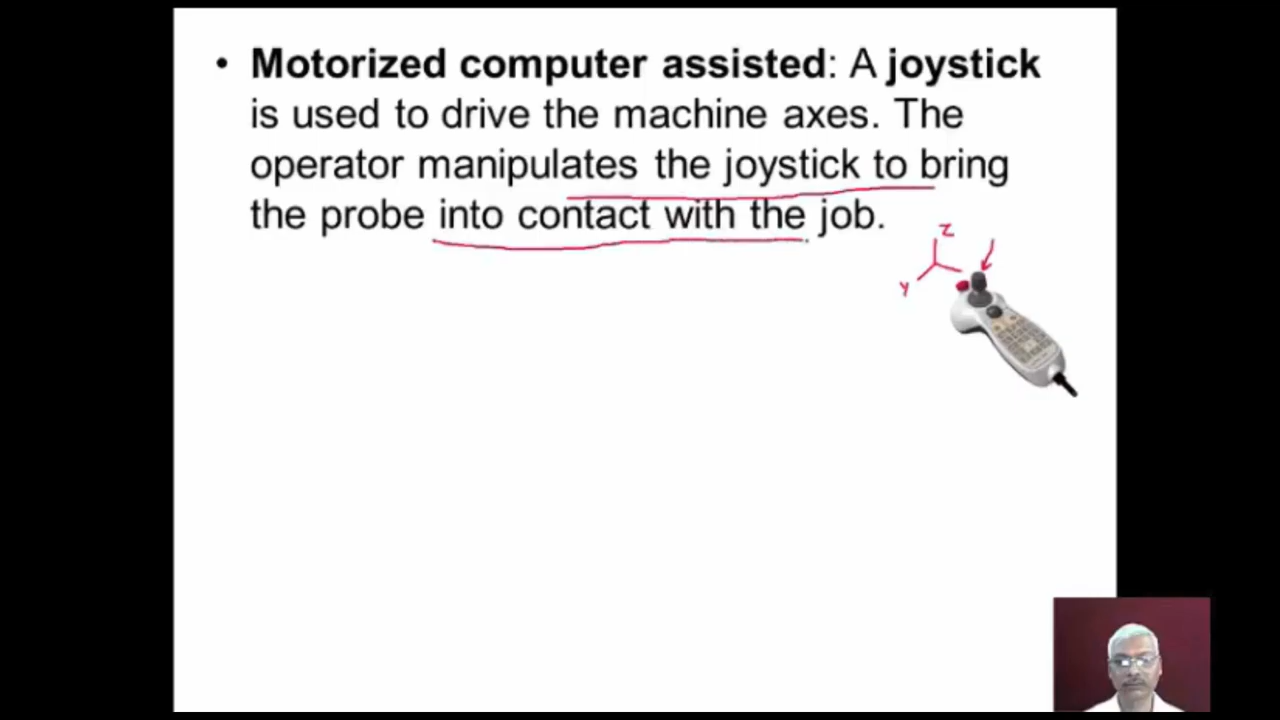 • Motorized computer assisted: A joystick
is used to drive the machine axes. The
operator manipulates the joystick to bring
the probe into contact with the job.
Z
Y